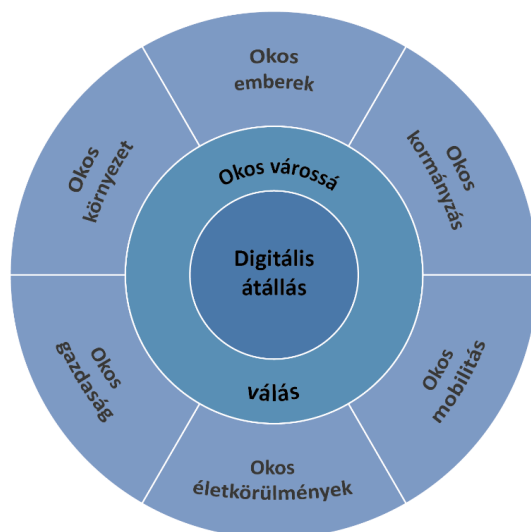 Okos
emberek
Okos
kormányzás
Okos
mobilitás
Okos
életkörülmények
Okos
gazdaság
Okos
környezet
Okos várossá
válás
Digitális
átállás